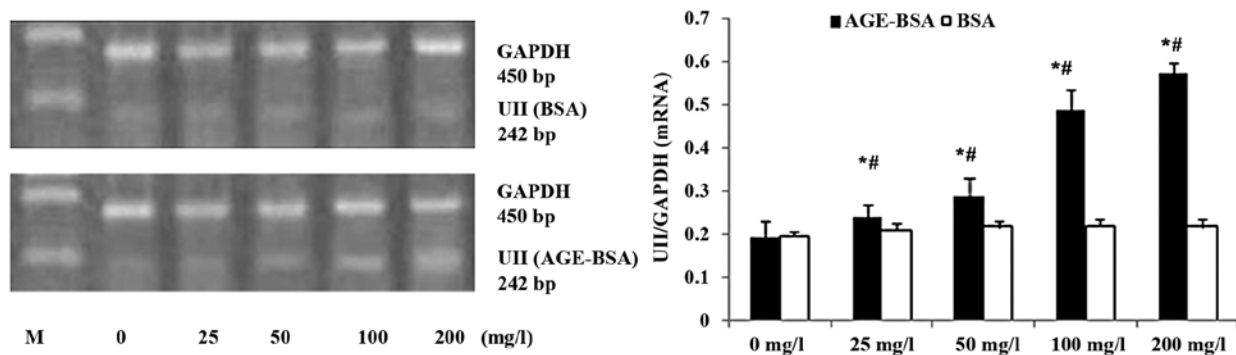 GAPDH
450 bp
UII (BSA)
242 bp
GAPDH
450 bp
UII (AGE-BSA)
242 bp
M 0 25 50 100 200 (mg/l)
AGE-BSA BSA
UII/GAPDH (mRNA)
0.7
0.6
0.5
0.4
0.3
0.2
0.1
0
*#
*#
*#
*#
0 mg/l 25 mg/l 50 mg/l 100 mg/l 200 mg/l